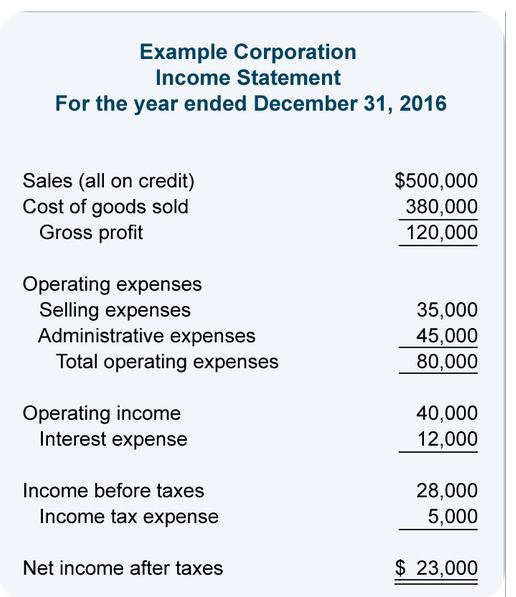 Example Corporation
Income Statement
For the year ended December 31, 2016
Sales (all on credit) $500,000
Cost of goods sold 380,000
Gross profit 120,000
Operating expenses
Selling expenses 35,000
Administrative expenses 45,000
Total operating expenses 80,000
Operating income 40,000
Interest expense 12,000
Income before taxes 28,000
Income tax expense 5,000
Net income after taxes $ 23,000